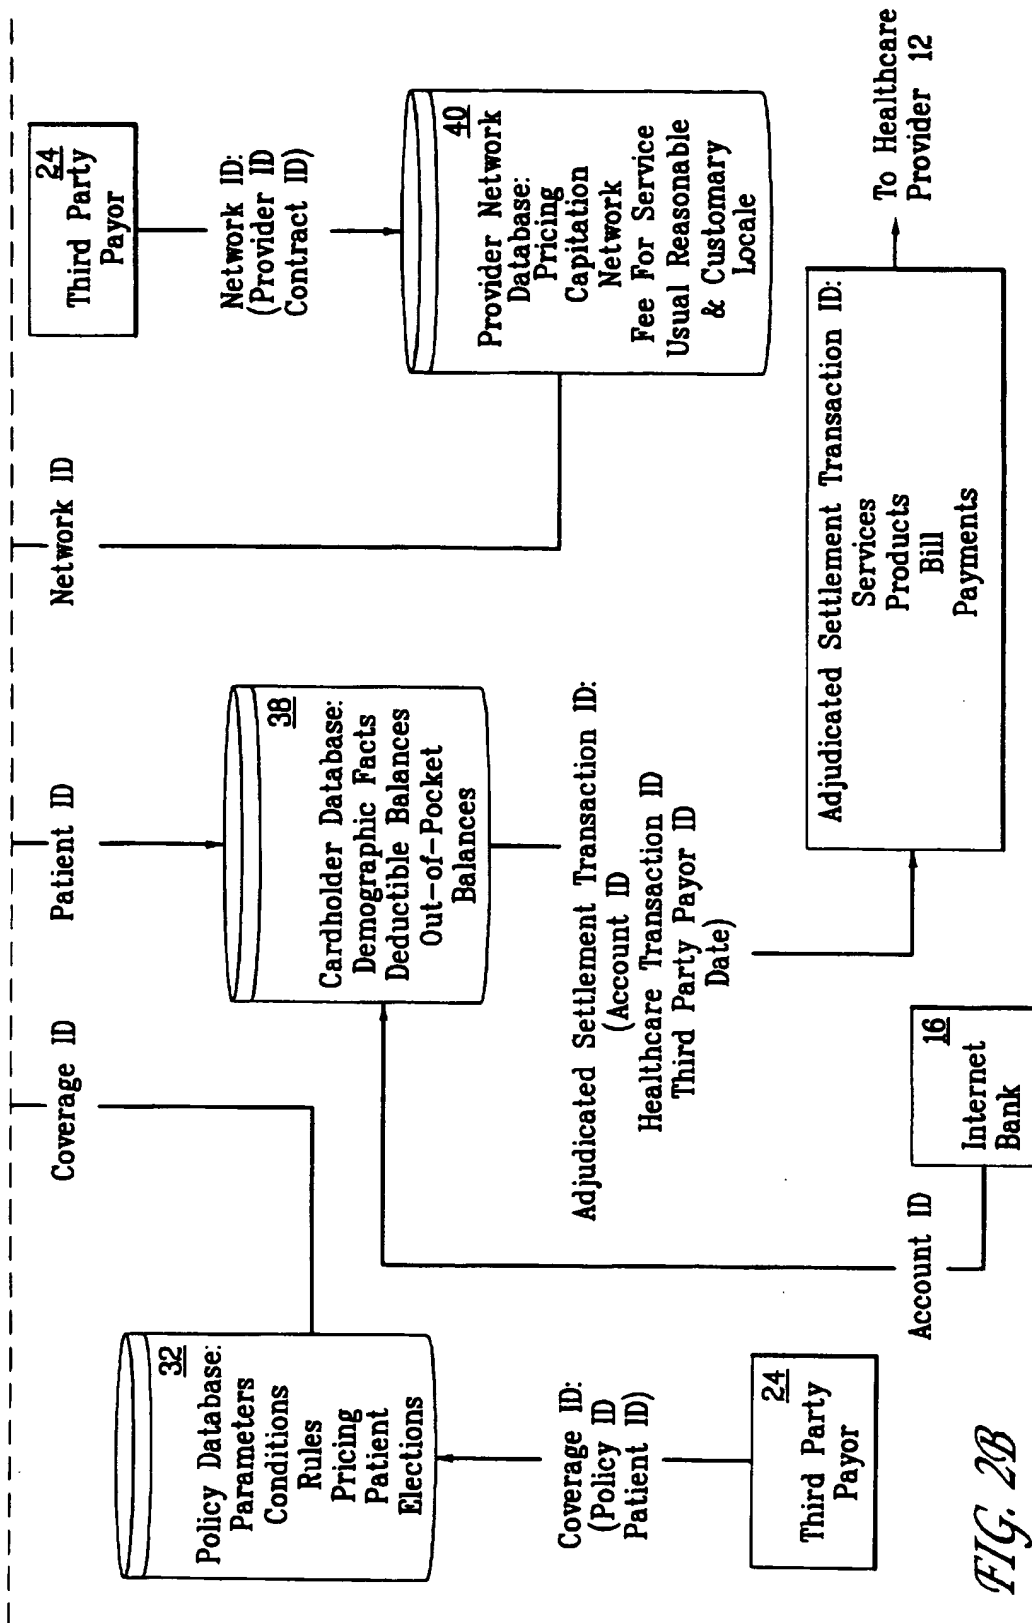 Coverage ID
Patient ID
Network ID
32
Policy Database:
Parameters
Conditions
Rules
Pricing
Patient
Elections
38
Cardholder Database:
Demographic Facts
Deductible Balances
Out-of-Pocket
Balances
24
Third Party
Payor
Network ID:
(Provider ID
Contract ID)
40
Provider Network
Database:
Pricing
Capitation
Network
Fee For Service
Usual Reasonable
& Customary
Locale
Coverage ID:
(Policy ID
Patient ID)
24
Third Party
Payor
Adjudicated Settlement Transaction ID:
(Account ID
Healthcare Transaction ID
Third Party Payor ID
Date)
Account ID
16
Internet
Bank
Adjudicated Settlement Transaction ID:
Services
Products
Bill
Payments
To Healthcare
Provider 12
FIG. 2B